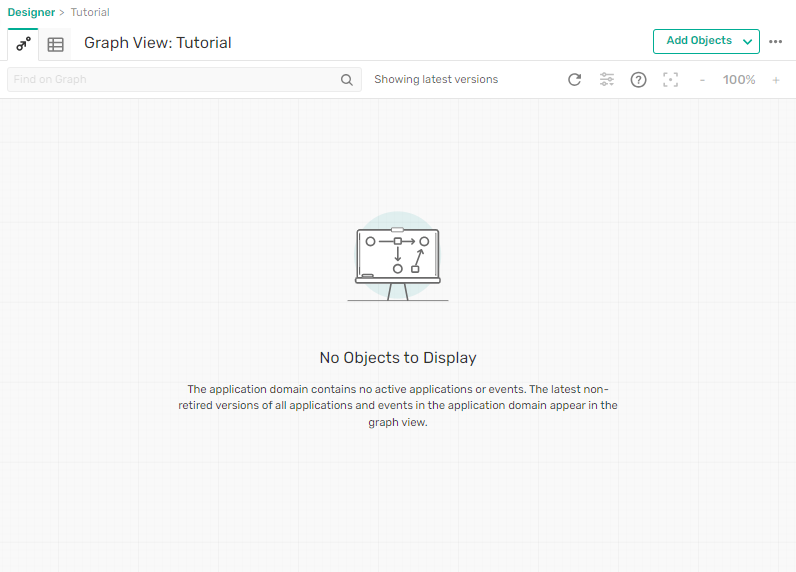 Designer > Tutorial
Graph View: Tutorial
Add Objects
Find on Graph
Showing latest versions
?
- 100% +
No Objects to Display
The application domain contains no active applications or events. The latest non-
retired versions of all applications and events in the application domain appear in the
graph view.